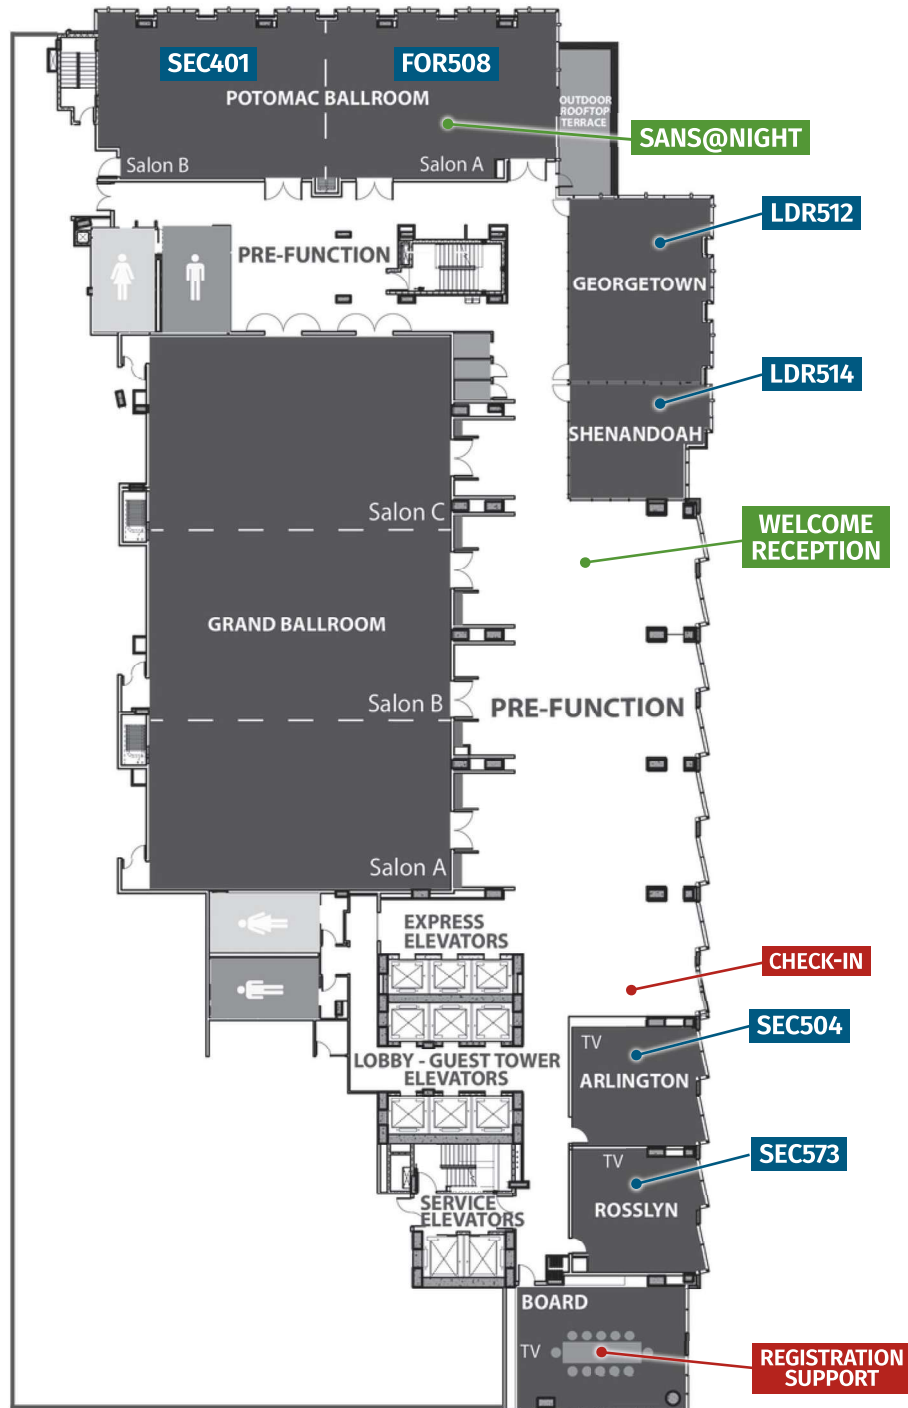 SEC401
FOR508
POTOMAC BALLROOM
OUTDOOR
ROOFTOP
TERRACE
SANS@NIGHT
Salon B
Salon A
LDR512
PRE-FUNCTION
GEORGETOWN
LDR514
SHENANDOAH
Salon C
WELCOME
RECEPTION
GRAND BALLROOM
Salon B
PRE-FUNCTION
Salon A
EXPRESS
ELEVATORS
CHECK-IN
SEC504
TV
LOBBY - GUEST TOWER
ELEVATORS
ARLINGTON
SEC573
TV
SERVICE
ELEVATORS
ROSSLYN
BOARD
TV
REGISTRATION
SUPPORT